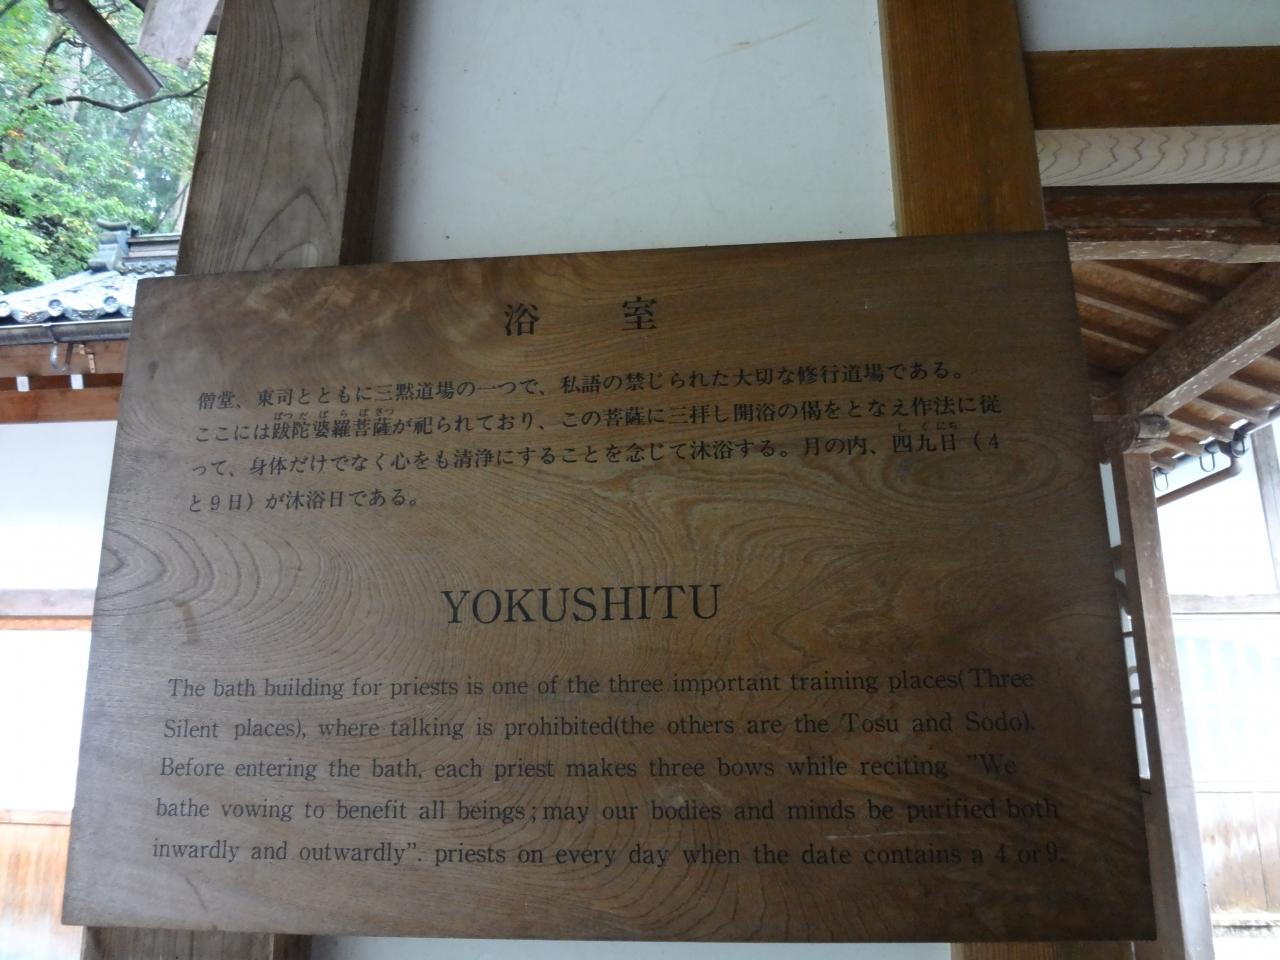 浴室
僧堂、東司とともに三黙道場の一つで、私語の禁じられた大切な修行道場である。
ここには跋陀婆羅菩薩が祀られており、この菩薩に三拝し開浴の偈をとなえ作法に従
って、身体だけでなく心をも清浄にすることを念じて沐浴する。月の内、四九日（4
と9日）が沐浴日である。
YOKUSHITU
The bath building for priests is one of the three important training places(Three
Silent places), where talking is prohibited(the others are the Tosu and Sodo).
Before entering the bath, each priest makes three bows while reciting "We
bathe vowing to benefit all beings;may our bodies and minds be purified both
inwardly and outwardly". priests on every day when the date contains a 4 or 9.